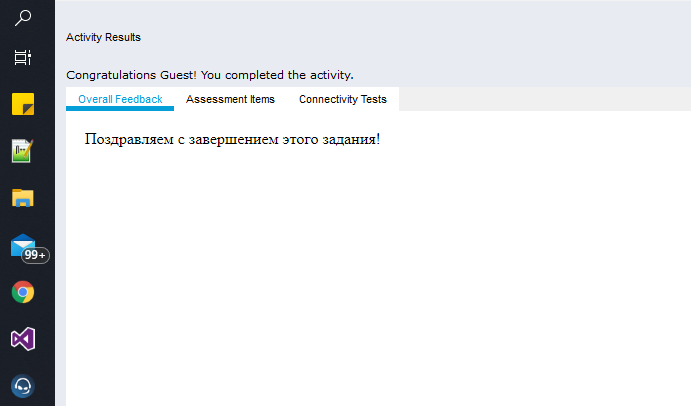 Activity Results
Congratulations Guest! You completed the activity.
Overall Feedback Assessment Items Connectivity Tests
Поздравляем с завершением этого задания!
99+